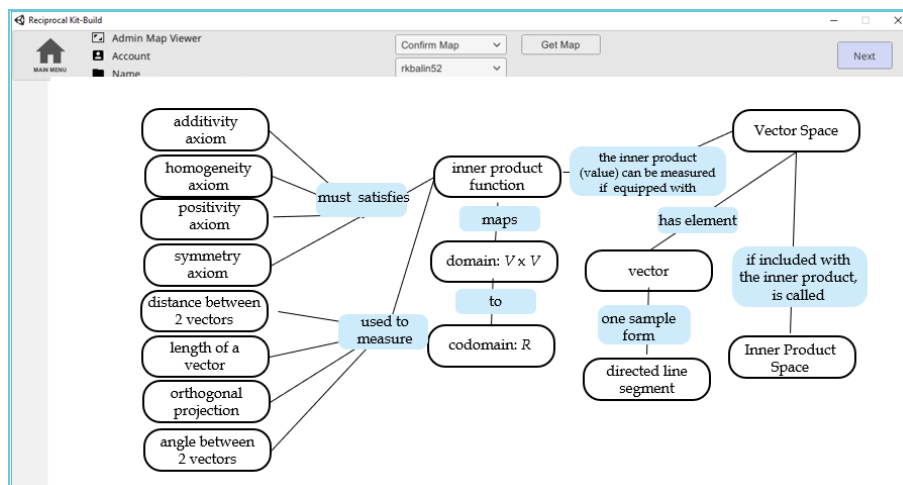 Reciprocal Kit-Build
MAIN MENU
Admin Map Viewer
Account
Name
Confirm Map
Get Map
rkbalin52
Next
additivity
axiom
homogeneity
axiom
positivity
axiom
symmetry
axiom
distance between
2 vectors
length of a
vector
orthogonal
projection
angle between
2 vectors
must satisfies
used to
measure
inner product
function
maps
domain: V x V
to
codomain: R
the inner product
(value) can be measured
if equipped with
Vector Space
has element
vector
one sample
form
directed line
segment
if included with
the inner product,
is called
Inner Product
Space